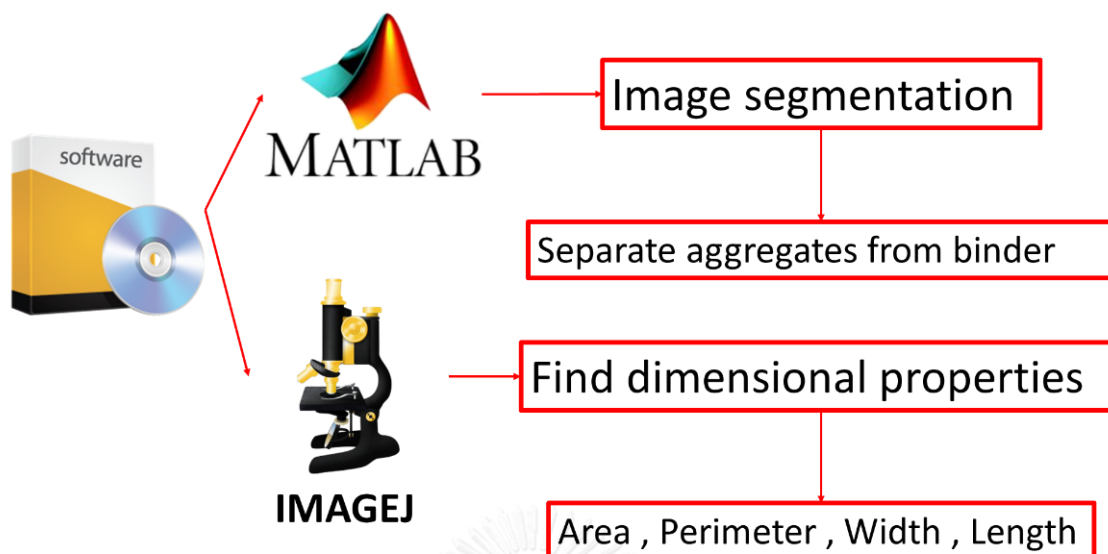 software
MATLAB
Image segmentation
Separate aggregates from binder
IMAGEJ
Find dimensional properties
Area , Perimeter , Width , Length